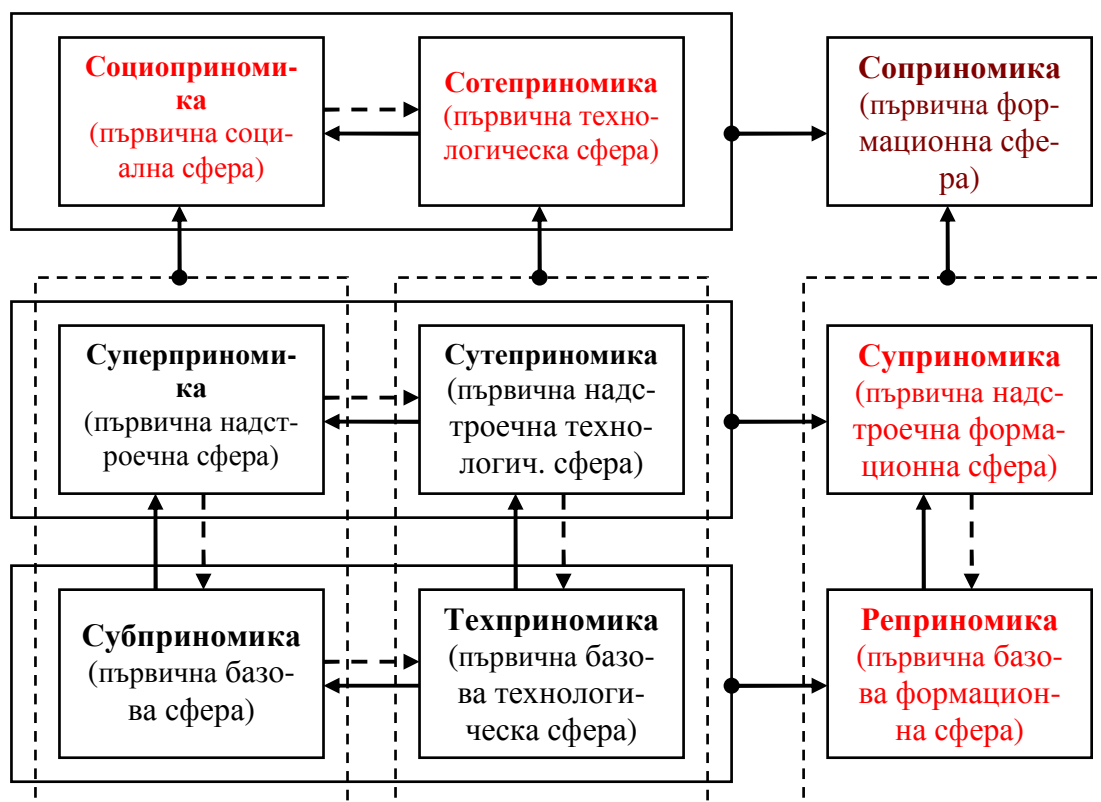 Социоприноми-
ка
(първична соци-
ална сфера)
Сотеприномика
(първична техно-
логическа сфера)
Соприномика
(първична фор-
мационна сфе-
ра)
Суперприноми-
ка
(първична надст-
роечна сфера)
Сутеприномика
(първична надс-
троечна техно-
логич. сфера)
Суприномика
(първична надс-
троечна форма-
ционна сфера)
Субприномика
(първична базо-
ва сфера)
Техприномика
(първична базо-
ва технологи-
ческа сфера)
Реприномика
(първична базо-
ва формацион-
на сфера)